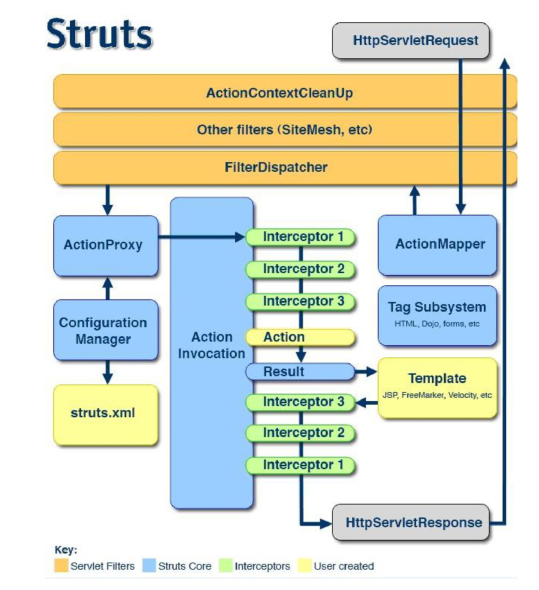 Struts
HttpServletRequest
ActionContextCleanUp
Other filters (SiteMesh, etc)
FilterDispatcher
ActionProxy
Interceptor 1
ActionMapper
Interceptor 2
Interceptor 3
Tag Subsystem
HTML, Dojo, forms, etc
Configuration
Manager
Action
Invocation
Action
Result
Template
JSP, FreeMarker, Velocity, etc
struts.xml
Interceptor 3
Interceptor 2
Interceptor 1
HttpServletResponse
Key:
Servlet Filters
Struts Core
Interceptors
User created